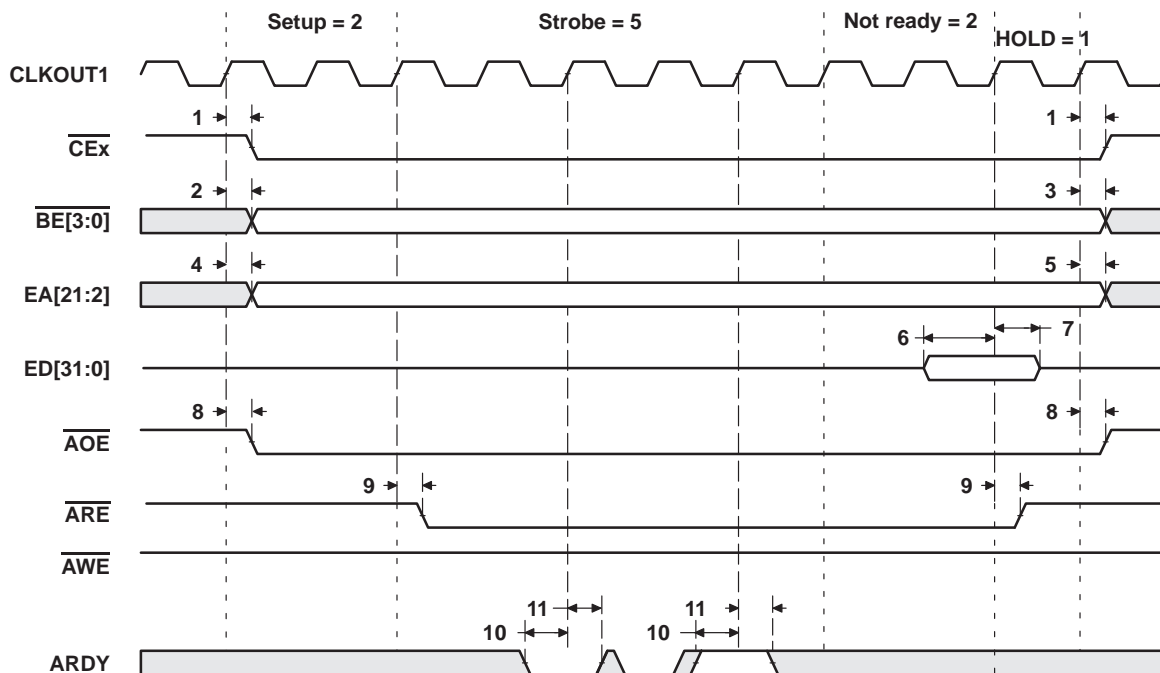 Setup = 2
Strobe = 5
Not ready = 2
HOLD = 1
CLKOUT1
1
1
CEx
2
3
BE[3:0]
4
5
EA[21:2]
6
7
ED[31:0]
8
8
AOE
9
9
ARE
AWE
11
11
10
10
ARDY